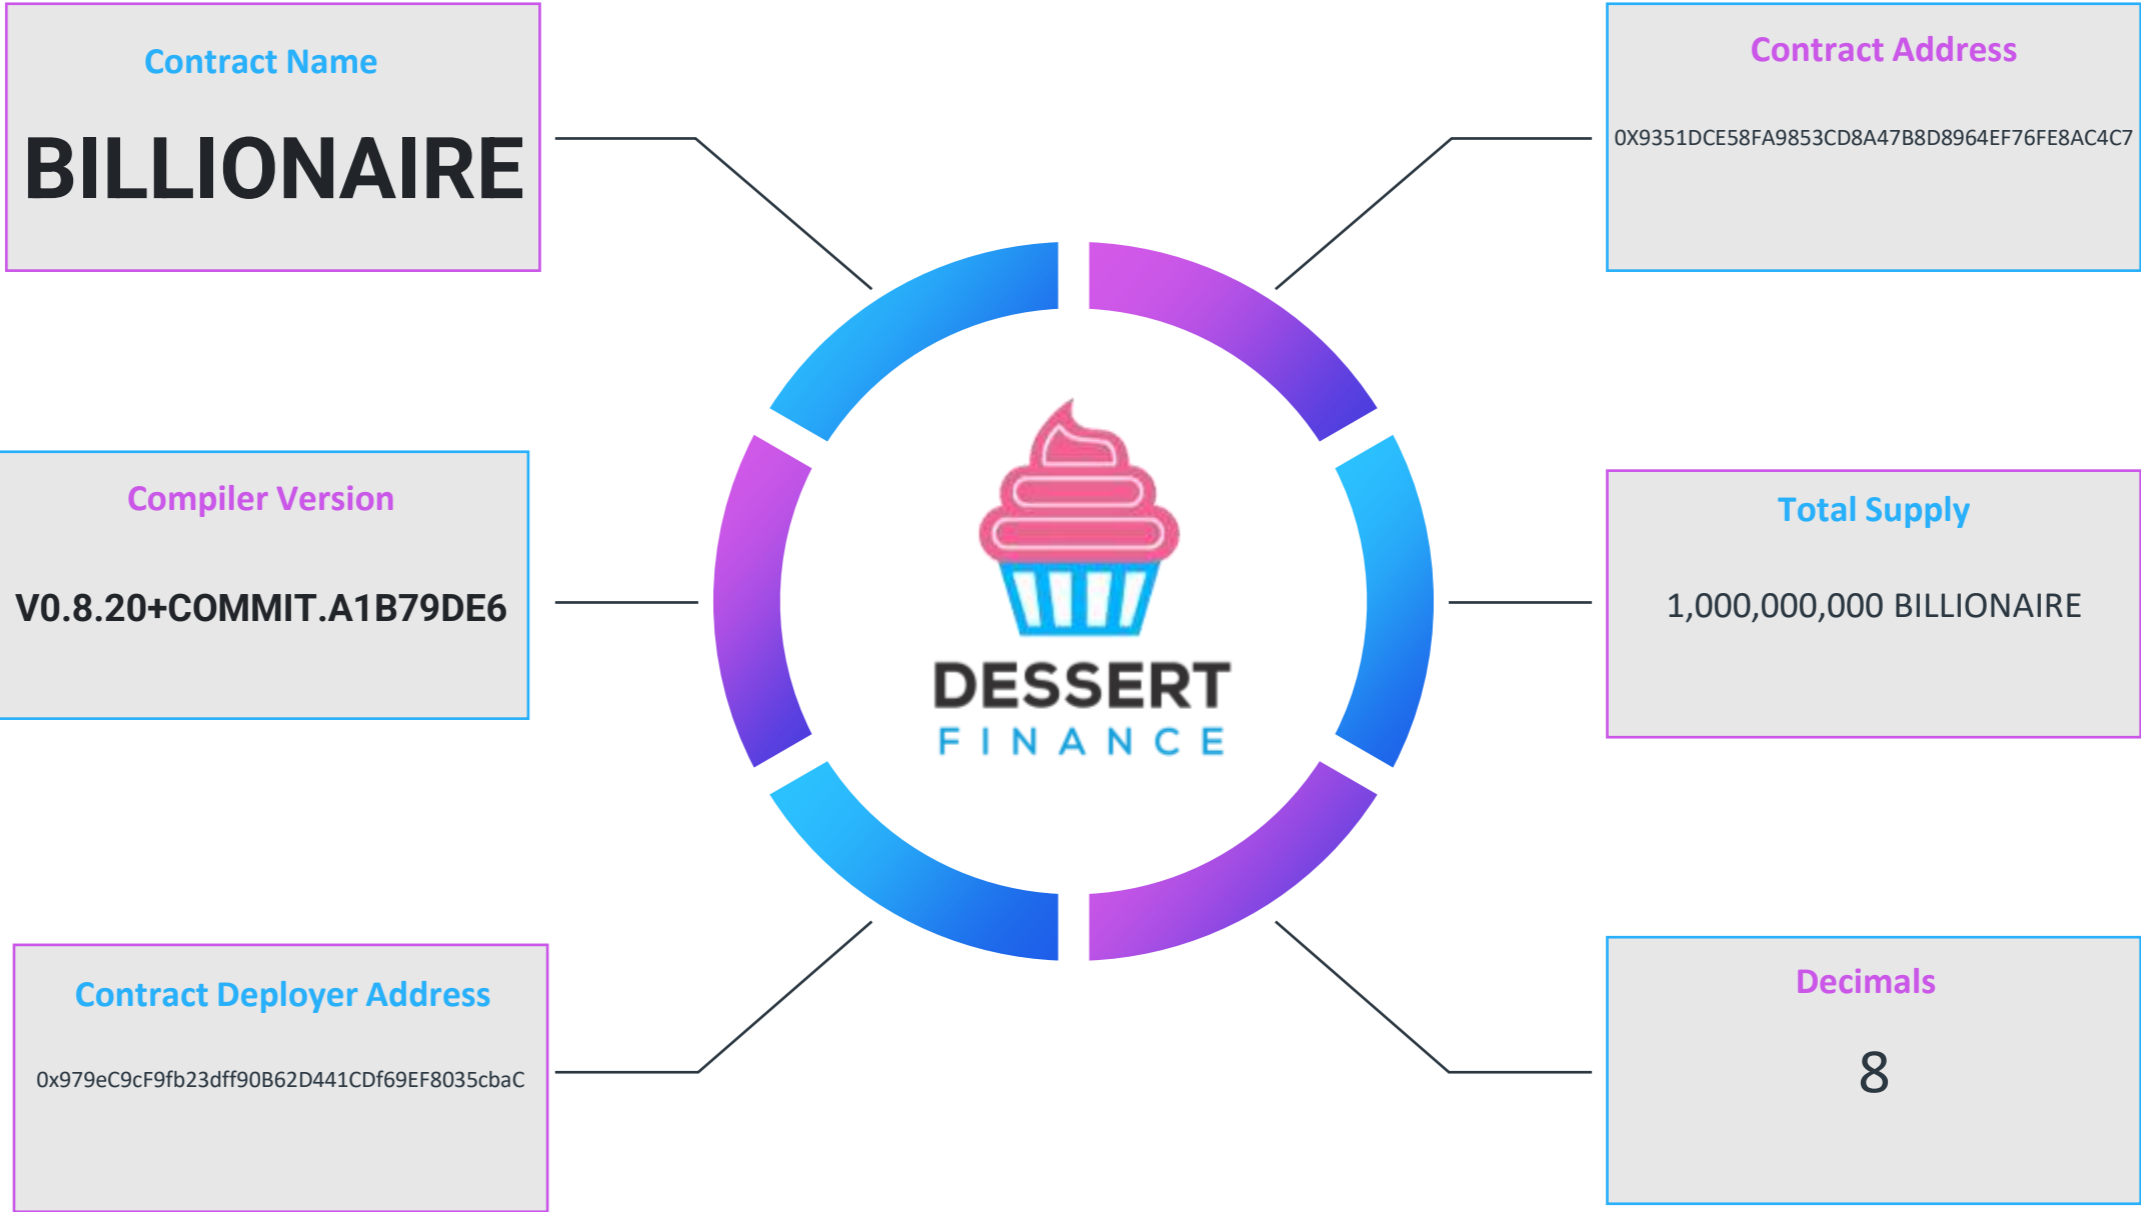 Contract Name
BILLIONAIRE
Contract Address
0X9351DCE58FA9853CD8A47B8D8964EF76FE8AC4C7
Compiler Version
V0.8.20+COMMIT.A1B79DE6
Total Supply
1,000,000,000 BILLIONAIRE
DESSERT
FINANCE
Contract Deployer Address
0x979eC9cF9fb23dff90B62D441CDf69EF8035cbaC
Decimals
8